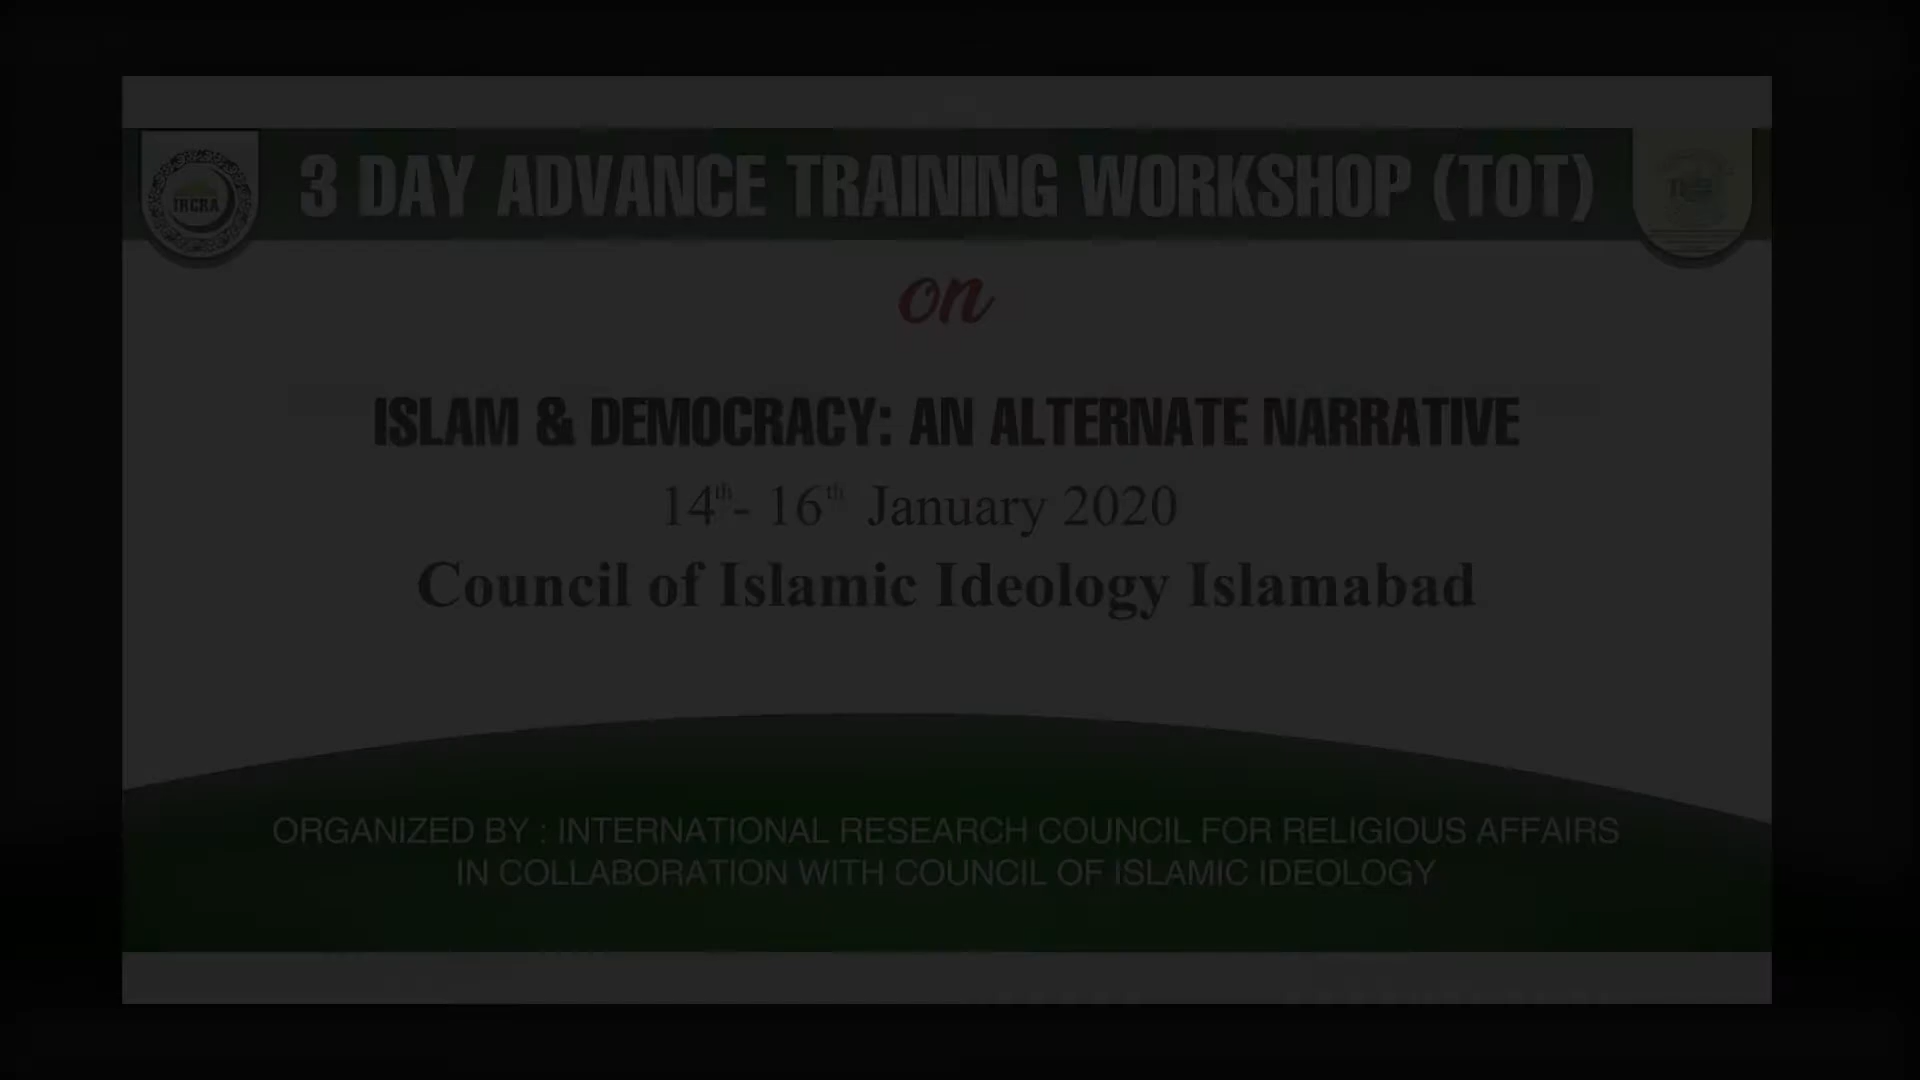 3 DAY ADVANCE TRAINING WORKSHOP (TOT)
IRCRA
on
ISLAM & DEMOCRACY: AN ALTERNATE NARRATIVE
14th- 16th January 2020
Council of Islamic Ideology Islamabad
ORGANIZED BY : INTERNATIONAL RESEARCH COUNCIL FOR RELIGIOUS AFFAIRS
IN COLLABORATION WITH COUNCIL OF ISLAMIC IDEOLOGY